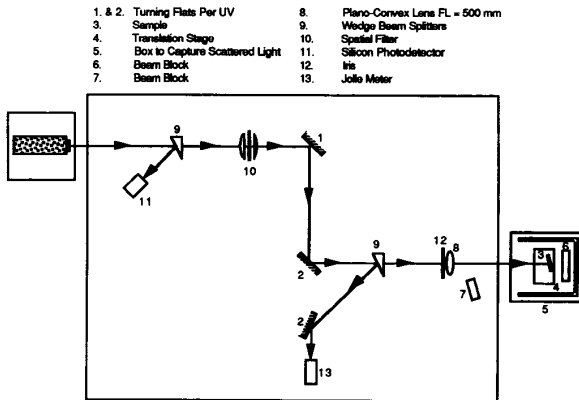 1. & 2. Turning Flats Per UV
3. Sample
4. Translation Stage
5. Box to Capture Scattered Light
6. Beam Block
7. Beam Block
8. Plano-Convex Lens FL = 500 mm
9. Wedge Beam Splitters
10. Spatial Filter
11. Silicon Photodetector
12. Iris
13. Jolle Meter
9
1
10
11
2
9
12
8
3
6
4
7
5
2
13